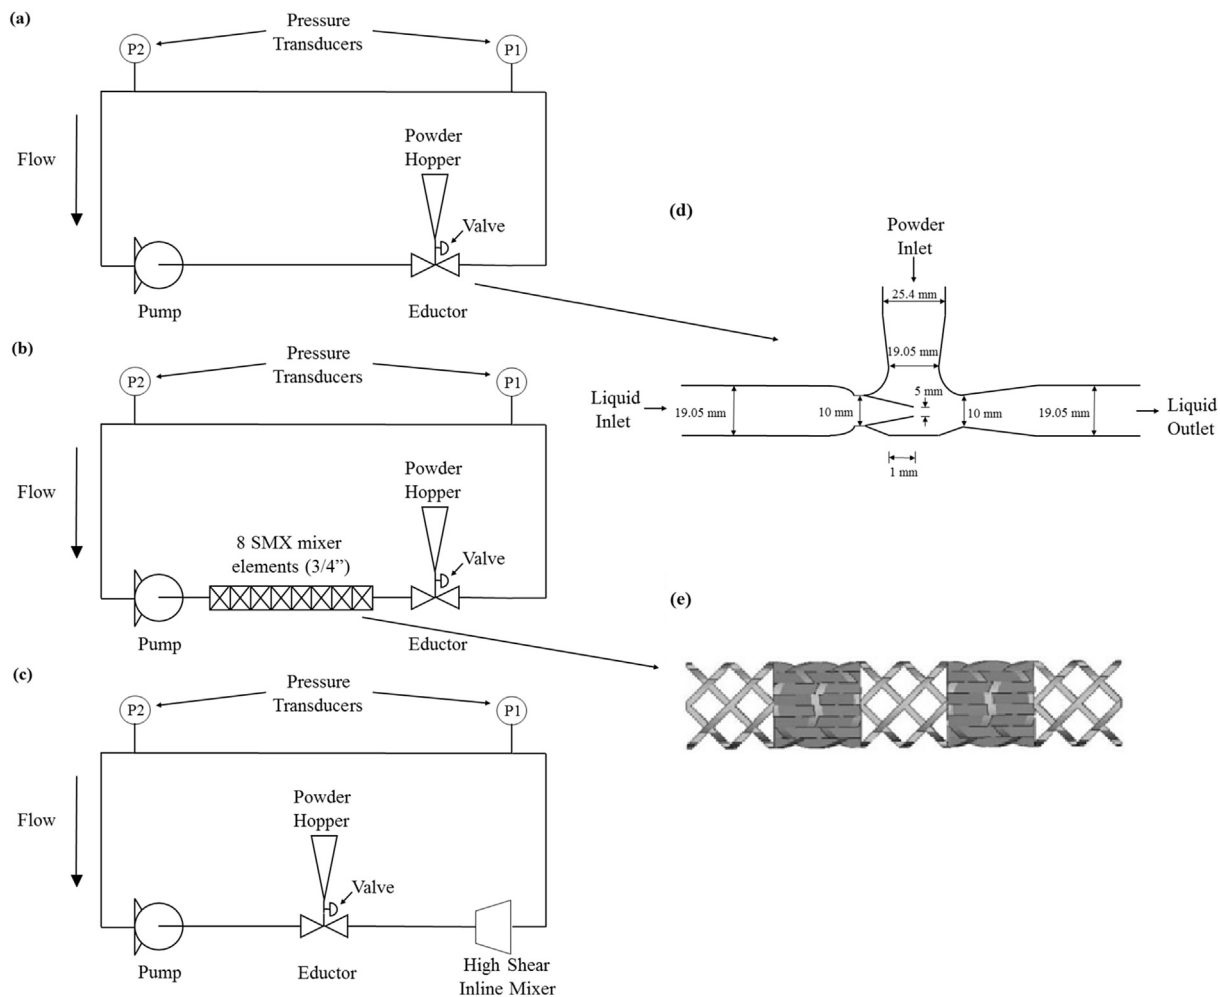 (a)
Pressure
Transducers
P2
P1
Flow
Powder
Hopper
Valve
Pump
Eductor
(b)
Pressure
Transducers
P2
P1
Flow
Powder
Hopper
8 SMX mixer
elements (3/4”)
Valve
Pump
Eductor
(c)
Pressure
Transducers
P2
P1
Flow
Powder
Hopper
Valve
Pump
Eductor
High Shear
Inline Mixer
(d)
Powder
Inlet
25.4 mm
19.05 mm
5 mm
Liquid
Inlet
19.05 mm
10 mm
10 mm
19.05 mm
Liquid
Outlet
1 mm
(e)